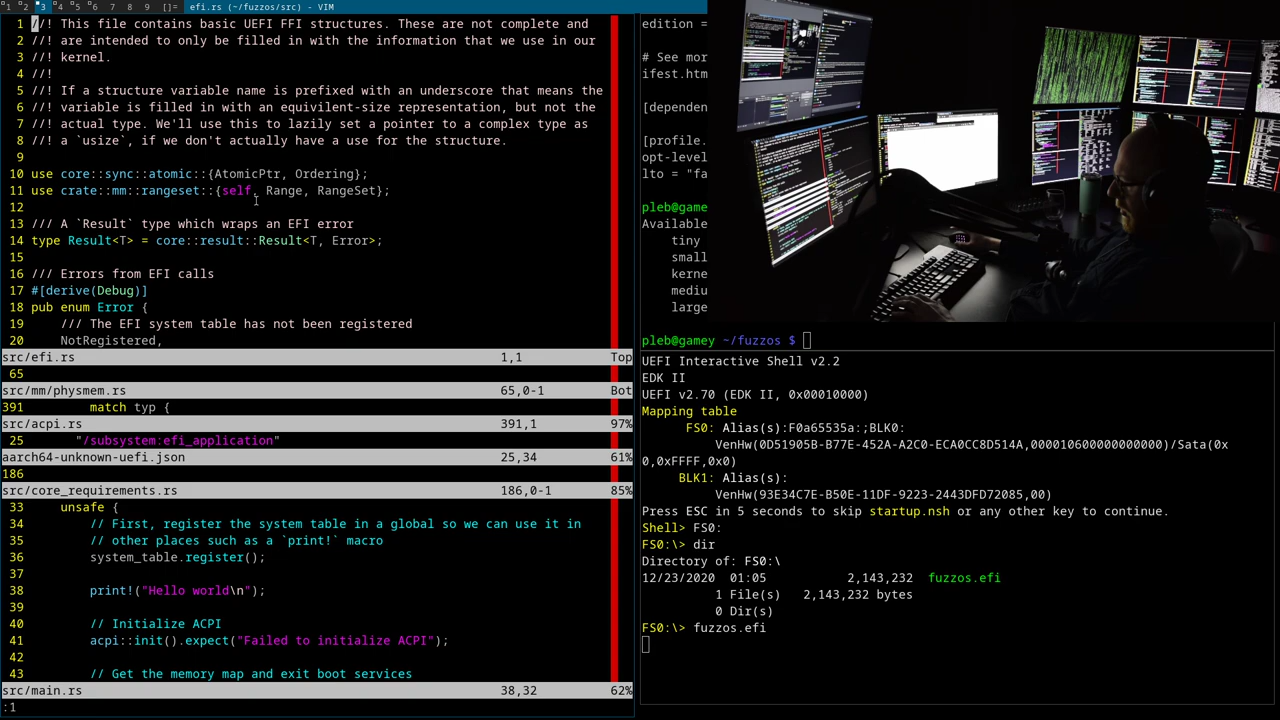 1 2 3 4 5 6 7 8 9 []= efi.rs (~/fuzzos/src) - VIM
1 //! This file contains basic UEFI FFI structures. These are not complete and
2 //! are intended to only be filled in with the information that we use in our
3 //! kernel.
4 //!
5 //! If a structure variable name is prefixed with an underscore that means the
6 //! variable is filled in with an equivilent-size representation, but not the
7 //! actual type. We'll use this to lazily set a pointer to a complex type as
8 //! a `usize`, if we don't actually have a use for the structure.
9
10 use core::sync::atomic::{AtomicPtr, Ordering};
11 use crate::mm::rangeset::{self, Range, RangeSet};
12
13 /// A `Result` type which wraps an EFI error
14 type Result<T> = core::result::Result<T, Error>;
15
16 /// Errors from EFI calls
17 #[derive(Debug)]
18 pub enum Error {
19 /// The EFI system table has not been registered
20 NotRegistered,
src/efi.rs 1,1 Top
65
src/mm/physmem.rs 65,0-1 Bot
391 match typ {
src/acpi.rs 391,1 97%
25 "/subsystem:efi_application"
aarch64-unknown-uefi.json 25,34 61%
186
src/core_requirements.rs 186,0-1 85%
33 unsafe {
34 // First, register the system table in a global so we can use it in
35 // other places such as a `print!` macro
36 system_table.register();
37
38 print!("Hello world\n");
39
40 // Initialize ACPI
41 acpi::init().expect("Failed to initialize ACPI");
42
43 // Get the memory map and exit boot services
src/main.rs 38,32 62%
:1
edition =
# See mor
ifest.htm
[depende
[profile.
opt-level
lto = "fa
pleb@game
Available
tiny
small
kerne
mediu
large
pleb@gamey ~/fuzzos $
UEFI Interactive Shell v2.2
EDK II
UEFI v2.70 (EDK II, 0x00010000)
Mapping table
FS0: Alias(s):F0a65535a:;BLK0:
VenHw(0D51905B-B77E-452A-A2C0-ECA0CC8D514A,000010600000000000)/Sata(0x
0,0xFFFF,0x0)
BLK1: Alias(s):
VenHw(93E34C7E-B50E-11DF-9223-2443DFD72085,00)
Press ESC in 5 seconds to skip startup.nsh or any other key to continue.
Shell> FS0:
FS0:\> dir
Directory of: FS0:\
12/23/2020 01:05 2,143,232 fuzzos.efi
1 File(s) 2,143,232 bytes
0 Dir(s)
FS0:\> fuzzos.efi